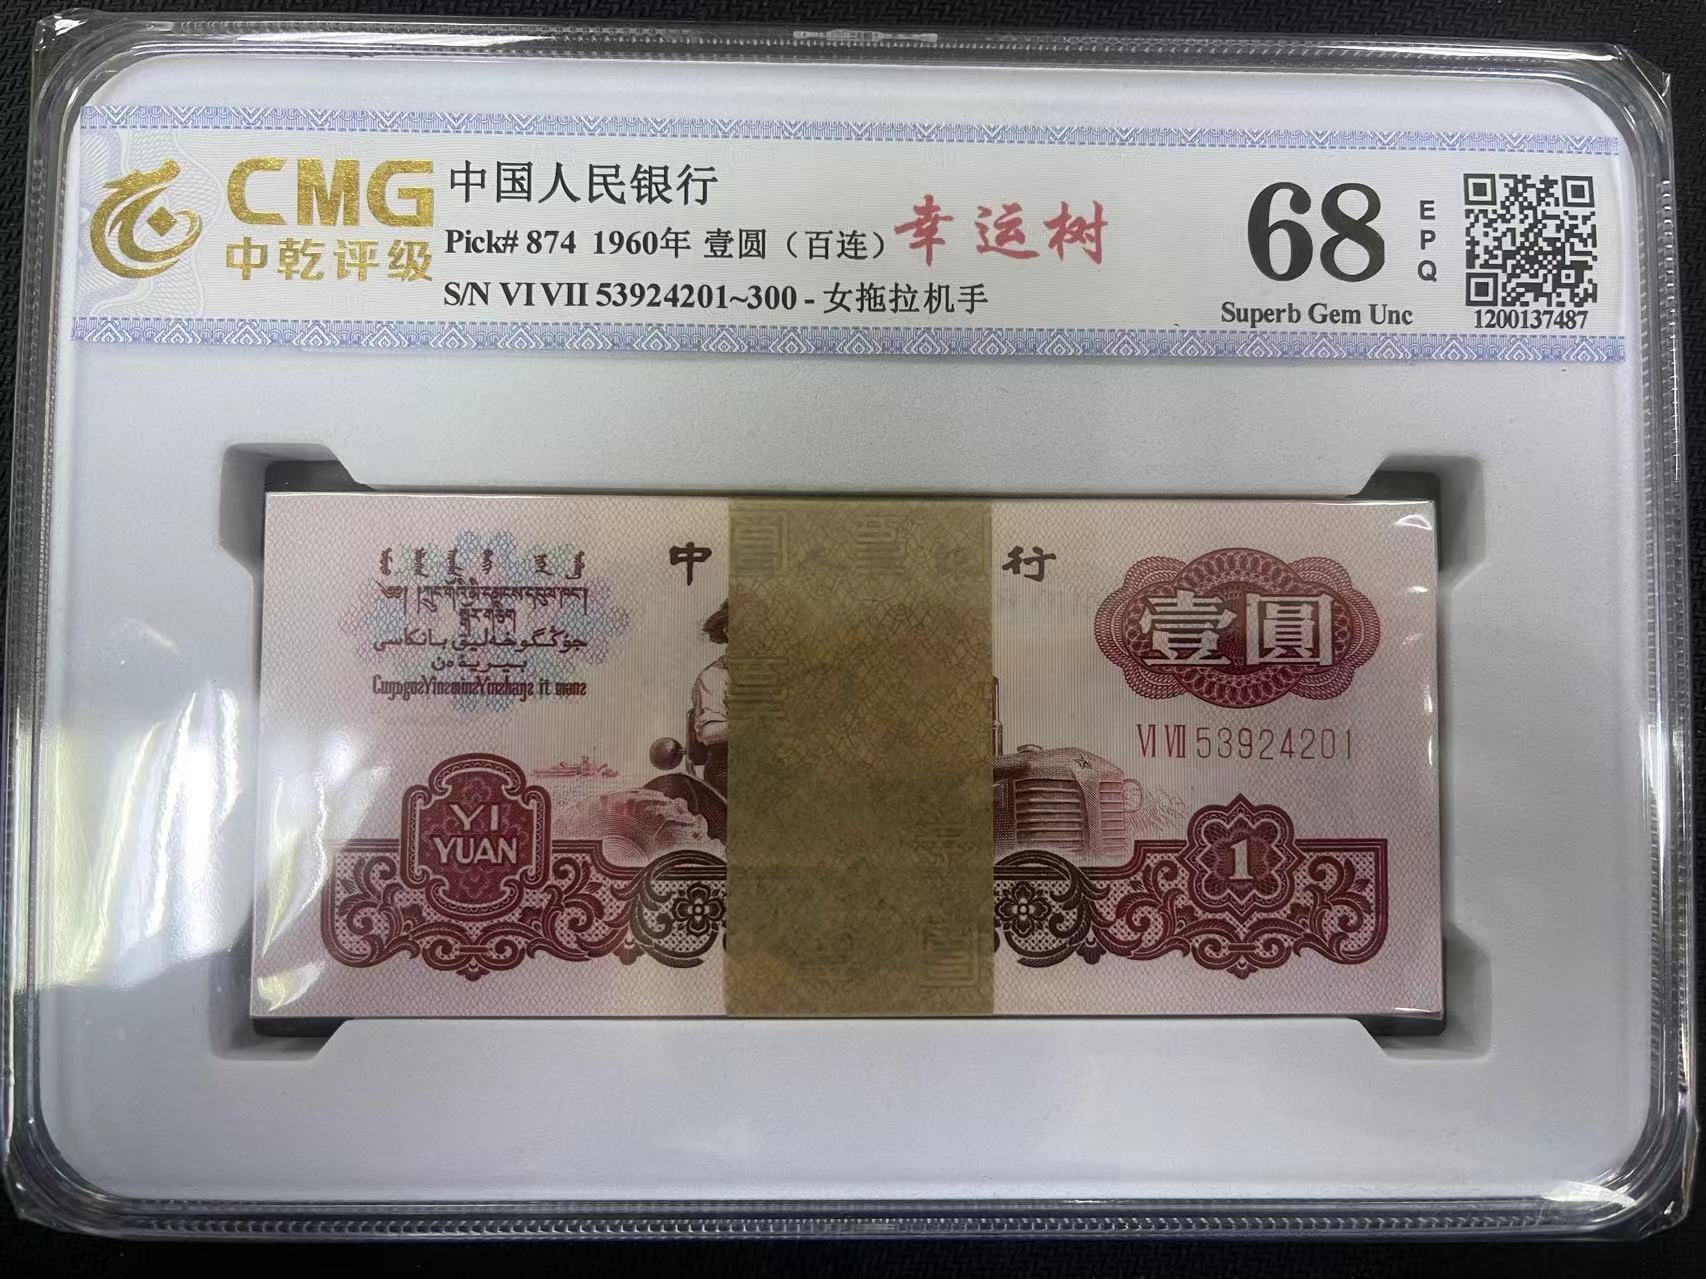 CMG
中乾评级
中国人民银行
Pick# 874 1960年 壹圆（百连）
幸运树
S/N VI VII 53924201~300 - 女拖拉机手
68
EPQ
Superb Gem Unc
1200137487
中 行
壹圓
VI VII 53924201
YI
YUAN
1